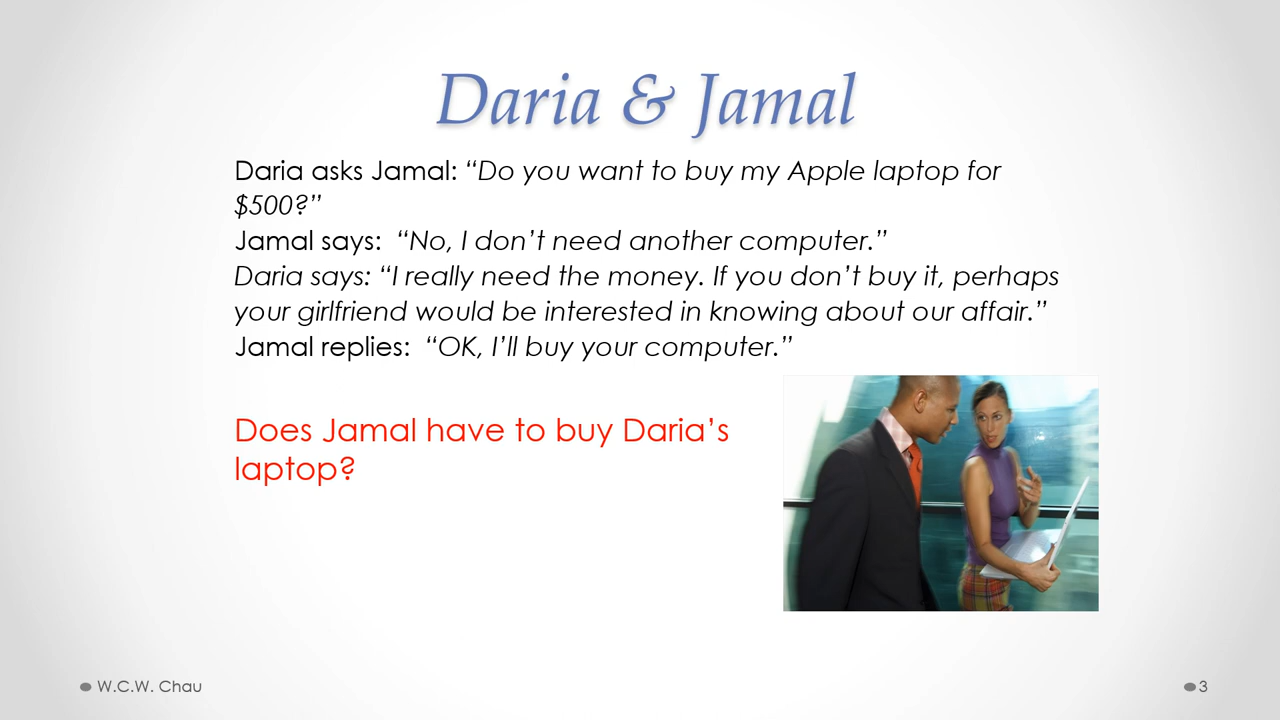 Daria & Jamal
Daria asks Jamal: “Do you want to buy my Apple laptop for
$500?”
Jamal says:  “No, I don’t need another computer.”
Daria says: “I really need the money. If you don’t buy it, perhaps
your girlfriend would be interested in knowing about our affair.”
Jamal replies:  “OK, I’ll buy your computer.”
Does Jamal have to buy Daria’s
laptop?
W.C.W. Chau
3